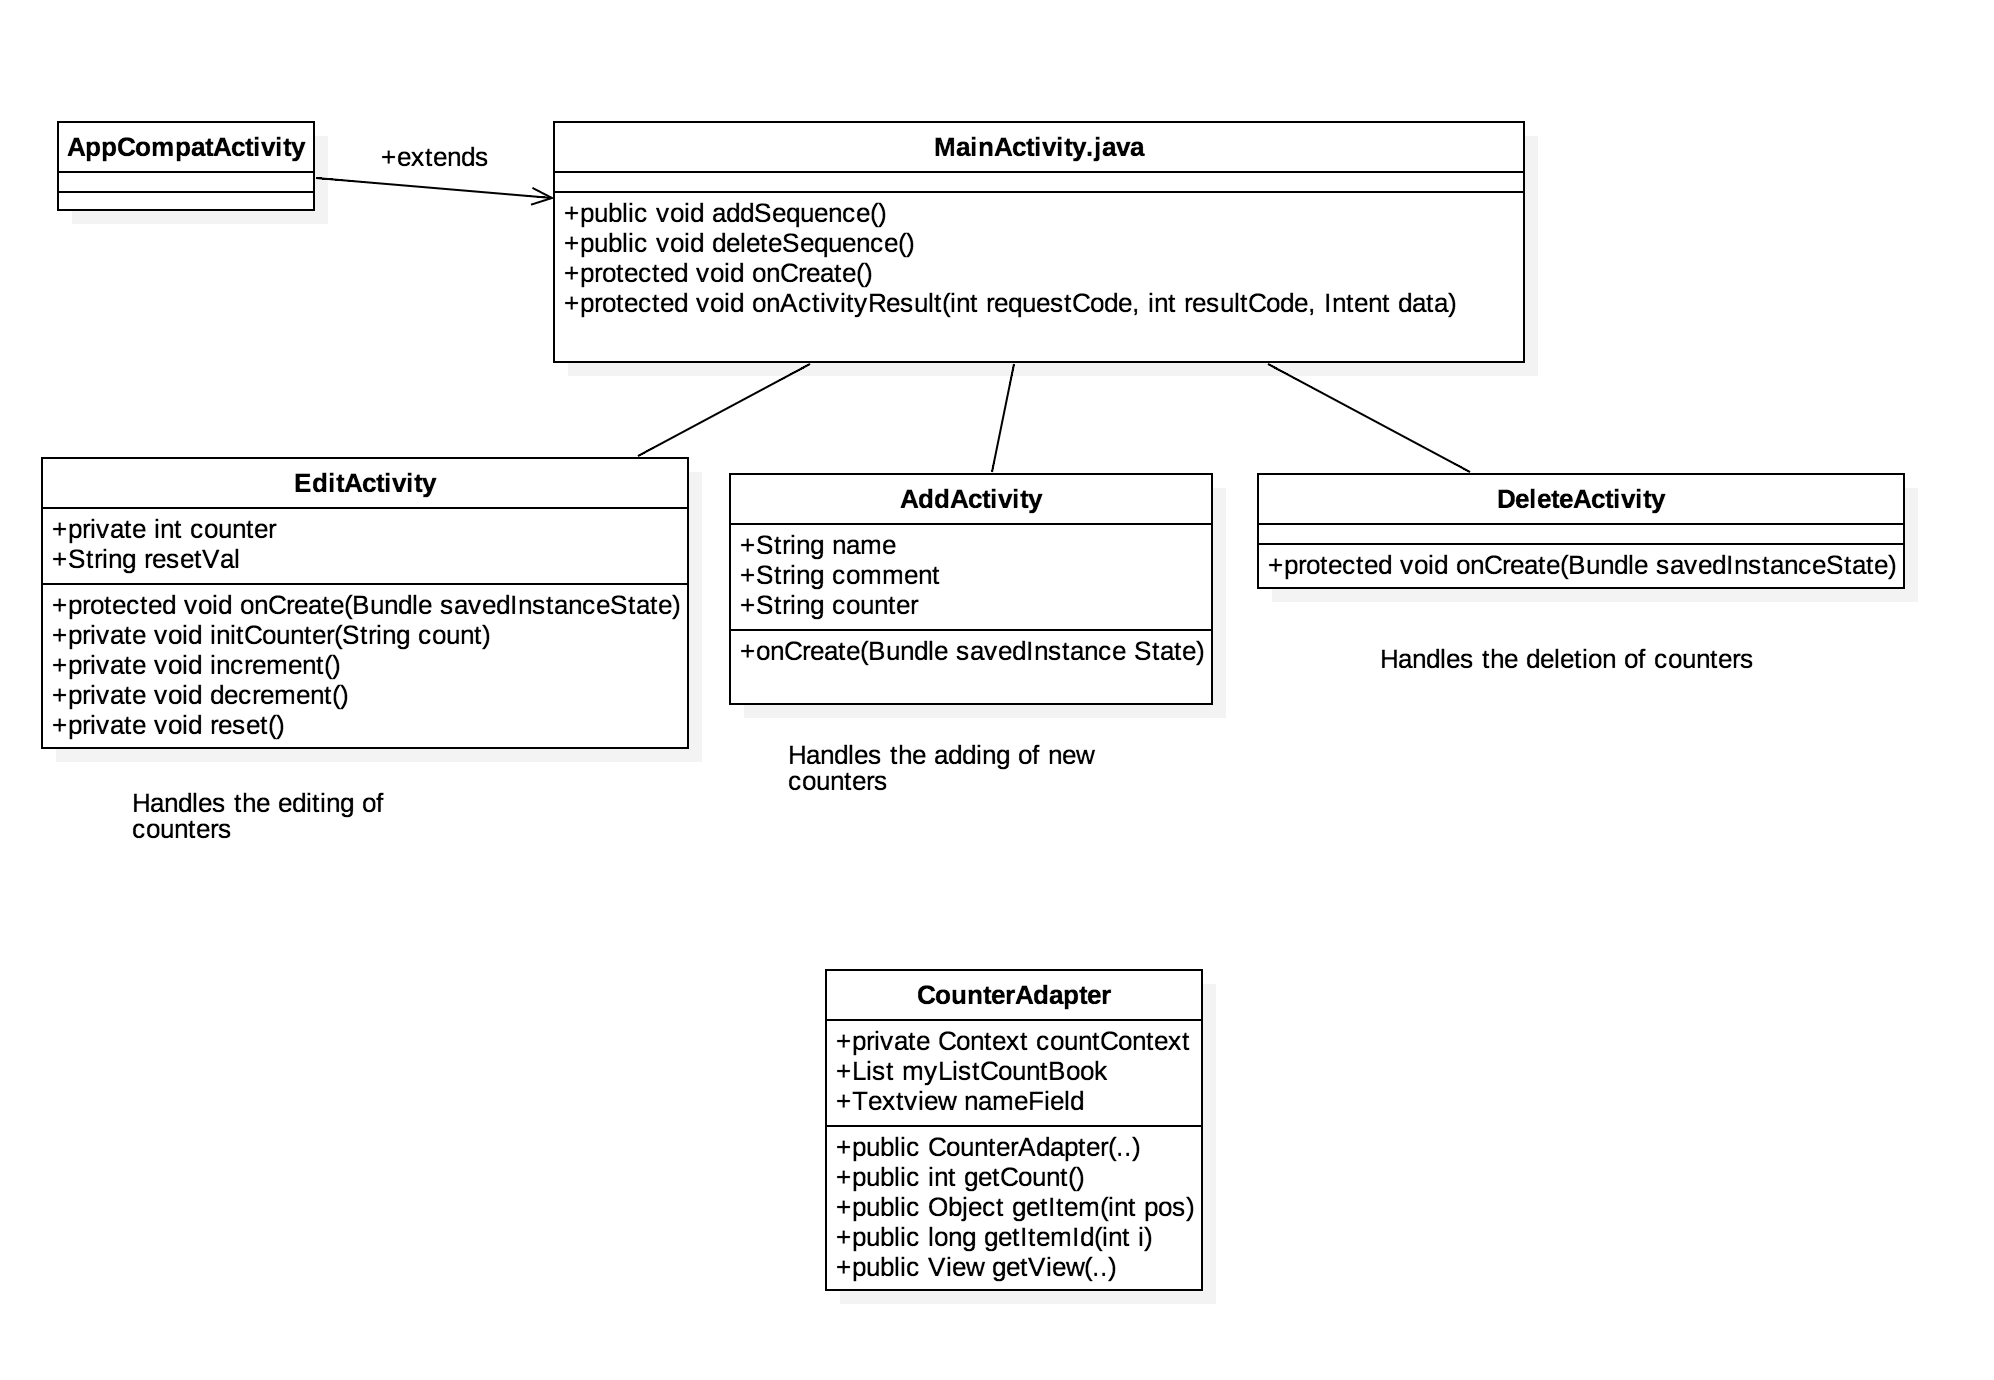 AppCompatActivity
+extends
MainActivity.java
+public void addSequence()
+public void deleteSequence()
+protected void onCreate()
+protected void onActivityResult(int requestCode, int resultCode, Intent data)
EditActivity
+private int counter
+String resetVal
+protected void onCreate(Bundle savedInstanceState)
+private void initCounter(String count)
+private void increment()
+private void decrement()
+private void reset()
Handles the editing of
counters
AddActivity
+String name
+String comment
+String counter
+onCreate(Bundle savedInstance State)
Handles the adding of new
counters
DeleteActivity
+protected void onCreate(Bundle savedInstanceState)
Handles the deletion of counters
CounterAdapter
+private Context countContext
+List myListCountBook
+Textview nameField
+public CounterAdapter(..)
+public int getCount()
+public Object getItem(int pos)
+public long getItemId(int i)
+public View getView(..)